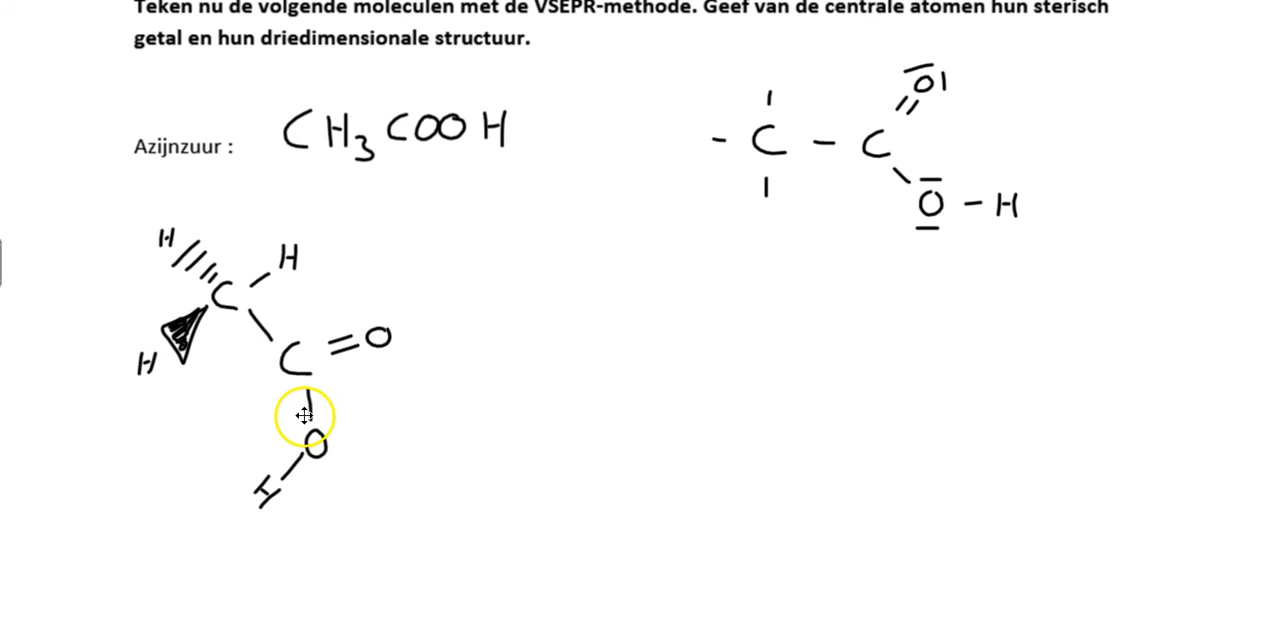 Teken nu de volgende moleculen met de VSEPR-methode. Geef van de centrale atomen hun sterisch
getal en hun driedimensionale structuur.
Azijnzuur : CH₃COOH
O
C - C
O - H
H
H
C
H
C = O
O
H